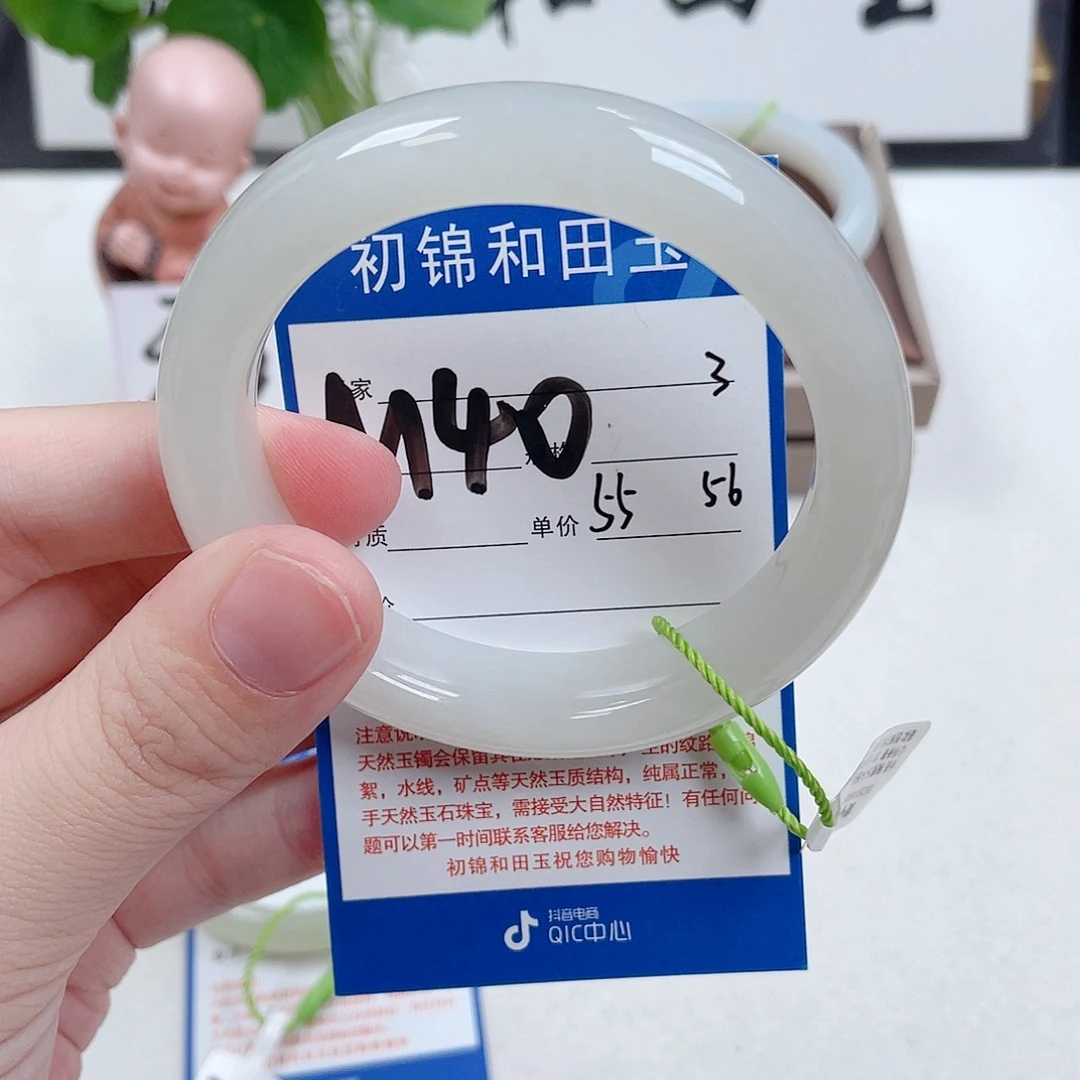 初锦和田玉
家
3
M40
55 56
质 单价
天然玉镯会保留其
的纹路
絮，水线，矿点等天然玉质结构，纯属正常，
手天然玉石珠宝，需接受大自然特征！有任何问
题可以第一时间联系客服给您解决。
初锦和田玉祝您购物愉快
抖音电商
QIC中心